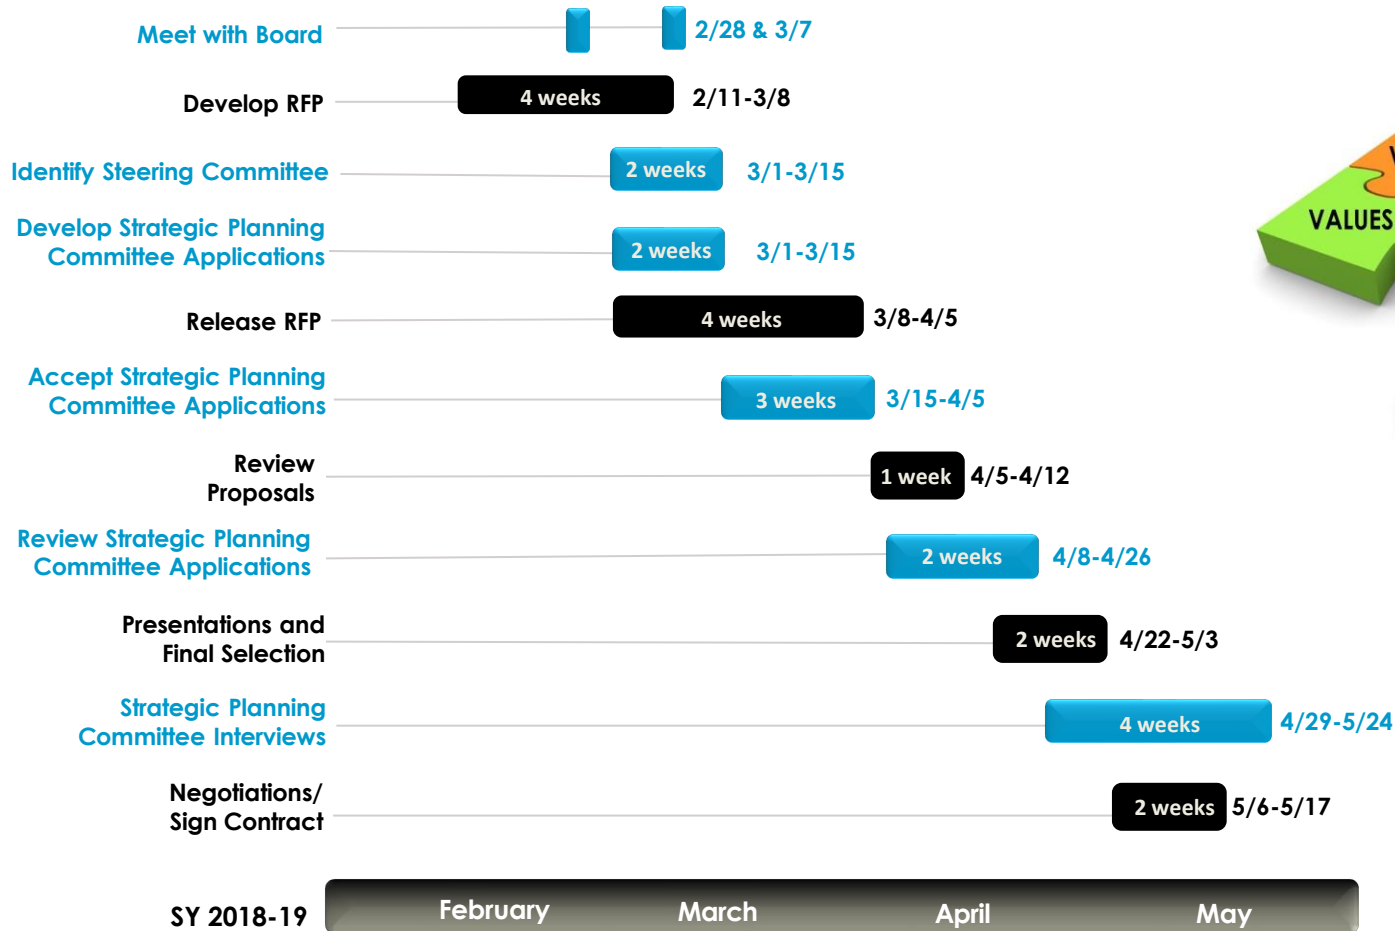 Meet with Board
2/28 & 3/7
Develop RFP
4 weeks
2/11-3/8
Identify Steering Committee
2 weeks
3/1-3/15
Develop Strategic Planning
Committee Applications
2 weeks
3/1-3/15
Release RFP
4 weeks
3/8-4/5
Accept Strategic Planning
Committee Applications
3 weeks
3/15-4/5
Review
Proposals
1 week
4/5-4/12
Review Strategic Planning
Committee Applications
2 weeks
4/8-4/26
Presentations and
Final Selection
2 weeks
4/22-5/3
Strategic Planning
Committee Interviews
4 weeks
4/29-5/24
Negotiations/
Sign Contract
2 weeks
5/6-5/17
SY 2018-19
February
March
April
May
VALUES